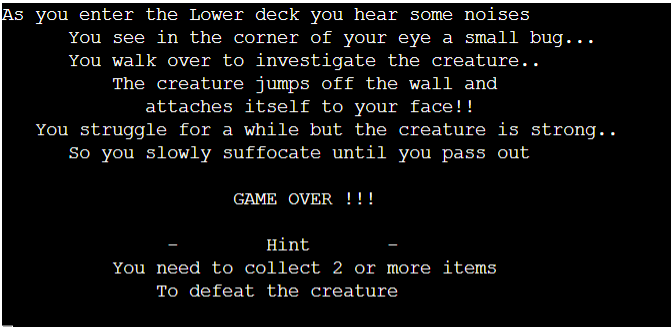 As you enter the Lower deck you hear some noises
You see in the corner of your eye a small bug...
You walk over to investigate the creature..
The creature jumps off the wall and
attaches itself to your face!!
You struggle for a while but the creature is strong..
So you slowly suffocate until you pass out
GAME OVER !!!
- Hint -
You need to collect 2 or more items
To defeat the creature